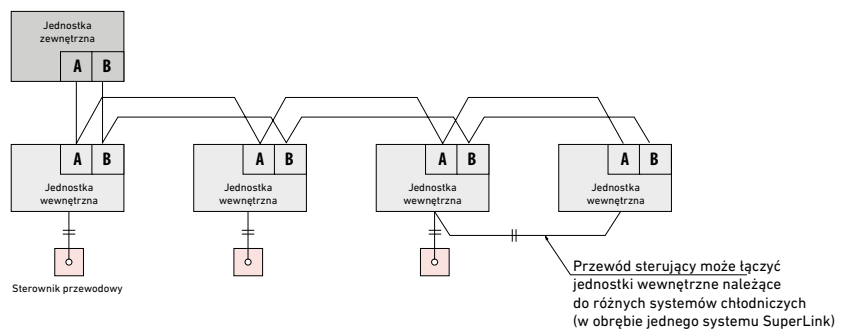 Jednostka
zewnętrzna
A B
A B
Jednostka
wewnętrzna
A B
Jednostka
wewnętrzna
A B
Jednostka
wewnętrzna
A B
Jednostka
wewnętrzna
Sterownik przewodowy
Przewód sterujący może łączyć
jednostki wewnętrzne należące
do różnych systemów chłodniczych
(w obrębie jednego systemu SuperLink)